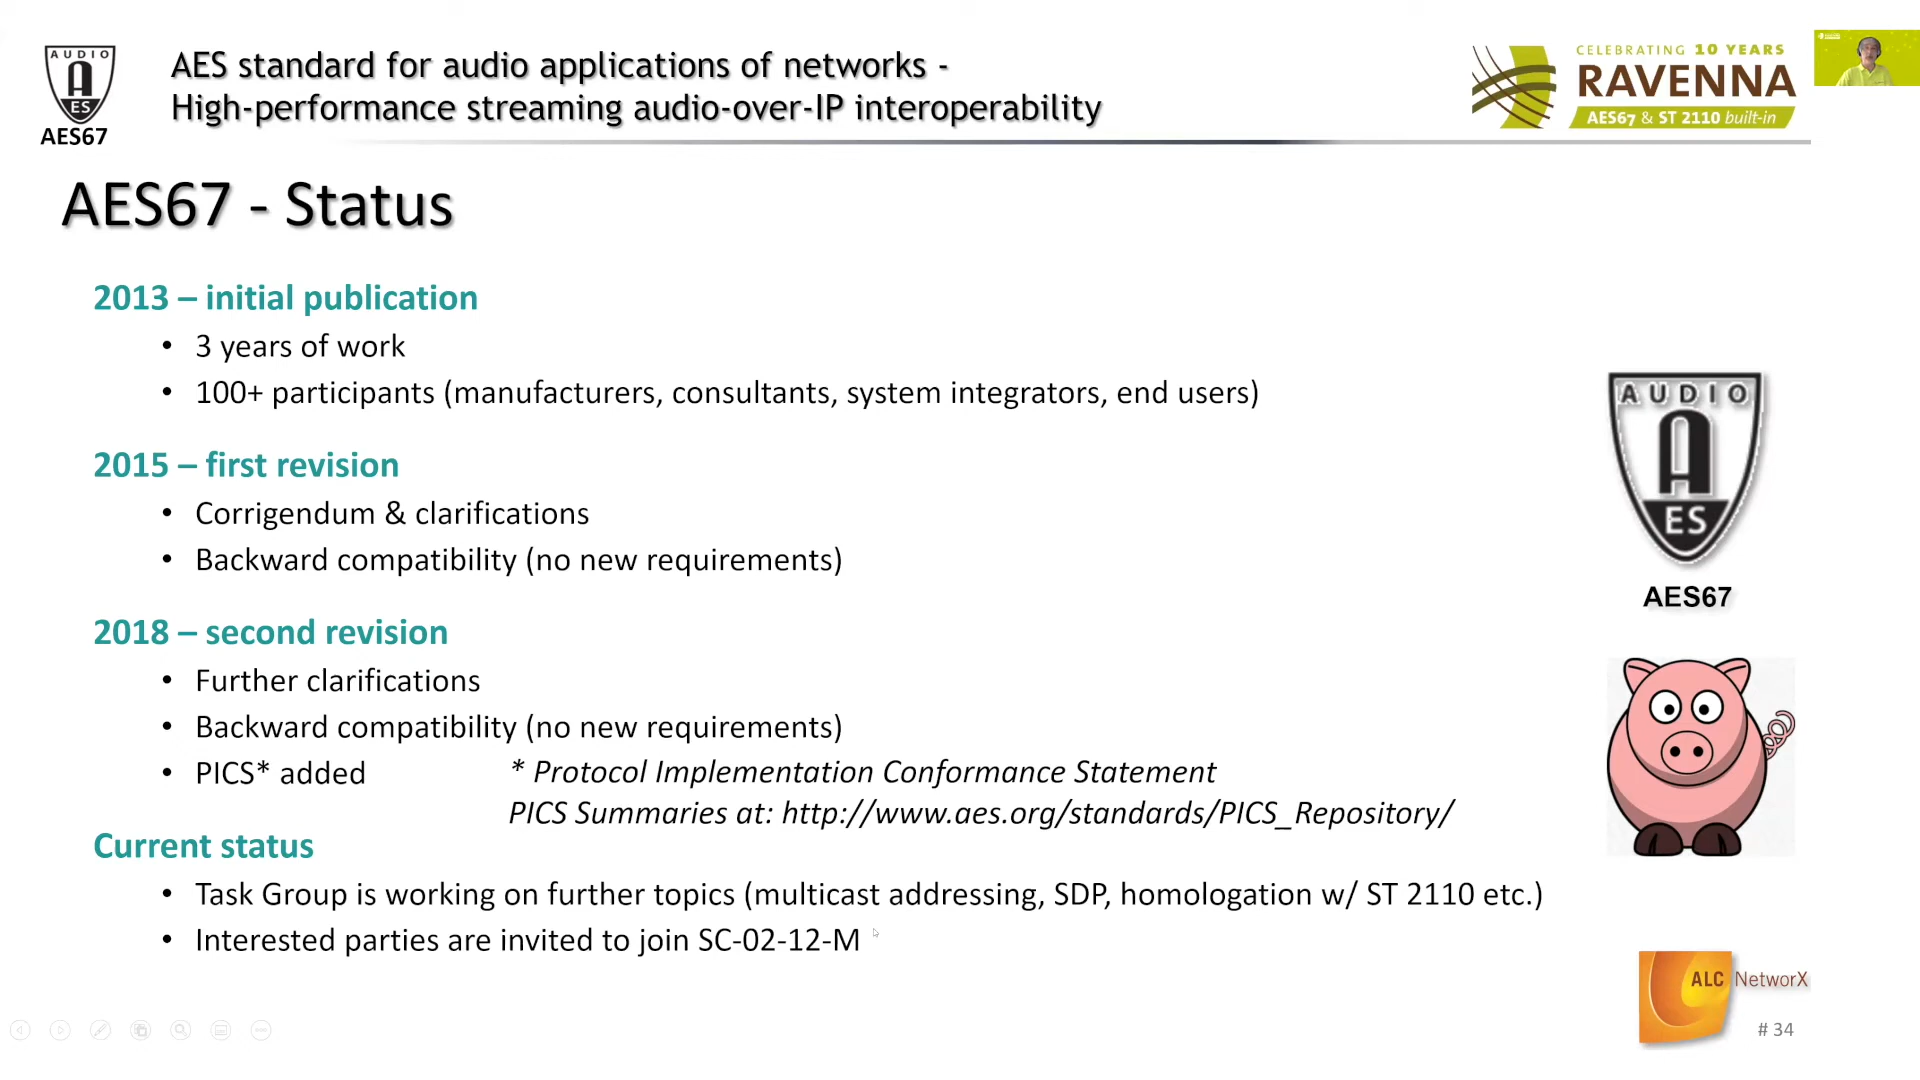 AUDIO
A
ES
AES67
AES standard for audio applications of networks -
High-performance streaming audio-over-IP interoperability
CELEBRATING 10 YEARS
RAVENNA
AES67 & ST 2110 built-in
AES67 - Status
2013 – initial publication
• 3 years of work
• 100+ participants (manufacturers, consultants, system integrators, end users)
2015 – first revision
• Corrigendum & clarifications
• Backward compatibility (no new requirements)
2018 – second revision
• Further clarifications
• Backward compatibility (no new requirements)
• PICS* added
* Protocol Implementation Conformance Statement
PICS Summaries at: http://www.aes.org/standards/PICS_Repository/
Current status
• Task Group is working on further topics (multicast addressing, SDP, homologation w/ ST 2110 etc.)
• Interested parties are invited to join SC-02-12-M
AUDIO
A
ES
AES67
ALC NetworX
# 34